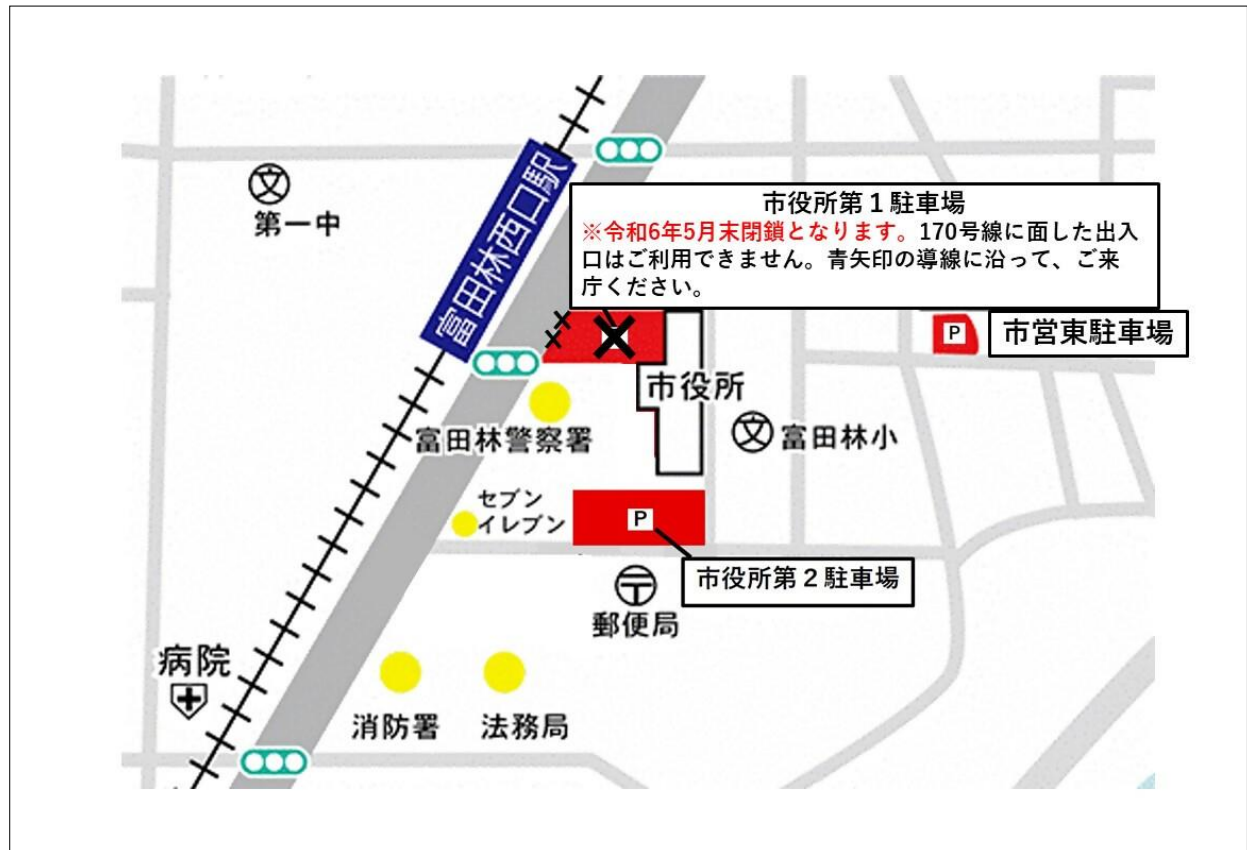 文
第一中
富田林西口駅
市役所第1駐車場
※令和6年5月末閉鎖となります。170号線に面した出入
口はご利用できません。青矢印の導線に沿って、ご来
庁ください。
P
市営東駐車場
市役所
富田林警察署
文
富田林小
セブン
イレブン
P
市役所第2駐車場
〒
郵便局
病院
消防署
法務局